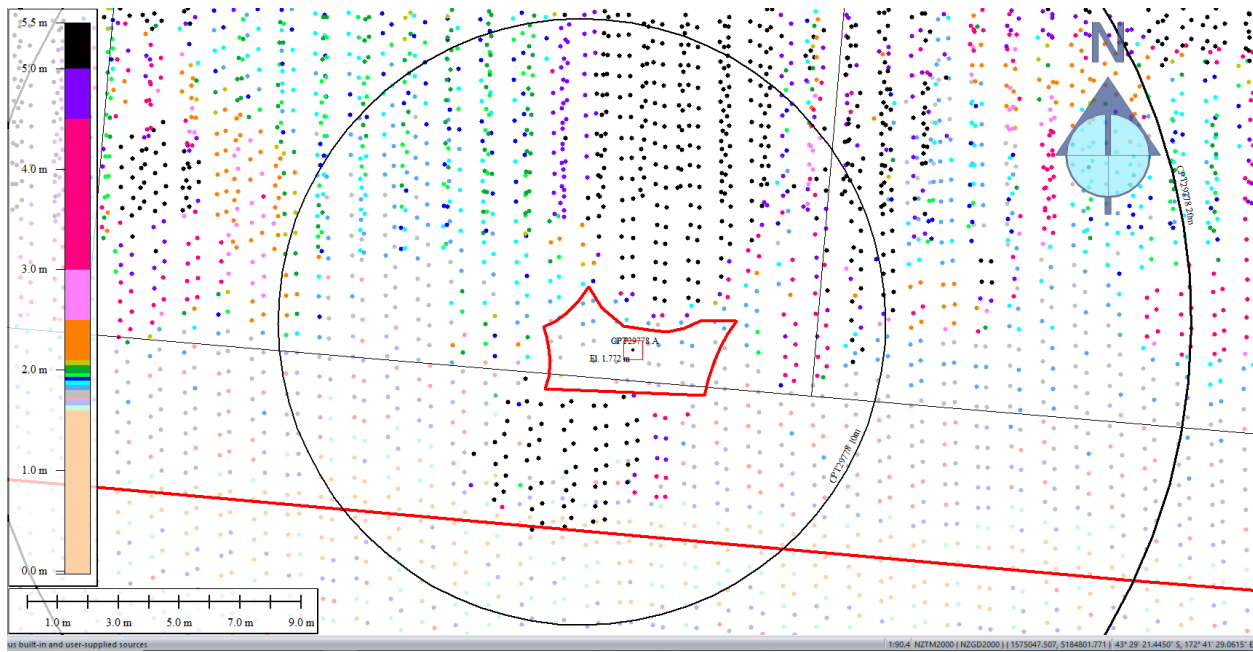 5.5 m
5.0 m
4.0 m
3.0 m
2.0 m
1.0 m
0.0 m
N
CPT29778 20m
CPT29778 A
El. 1.772 m
CPT29778 10m
1.0 m 3.0 m 5.0 m 7.0 m 9.0 m
us built-in and user-supplied sources
1:90.4 NZTM2000 ( NZGD2000 ) ( 1575047.507, 5184801.771 ) 43° 29' 21.4450" S, 172° 41' 29.0615" E